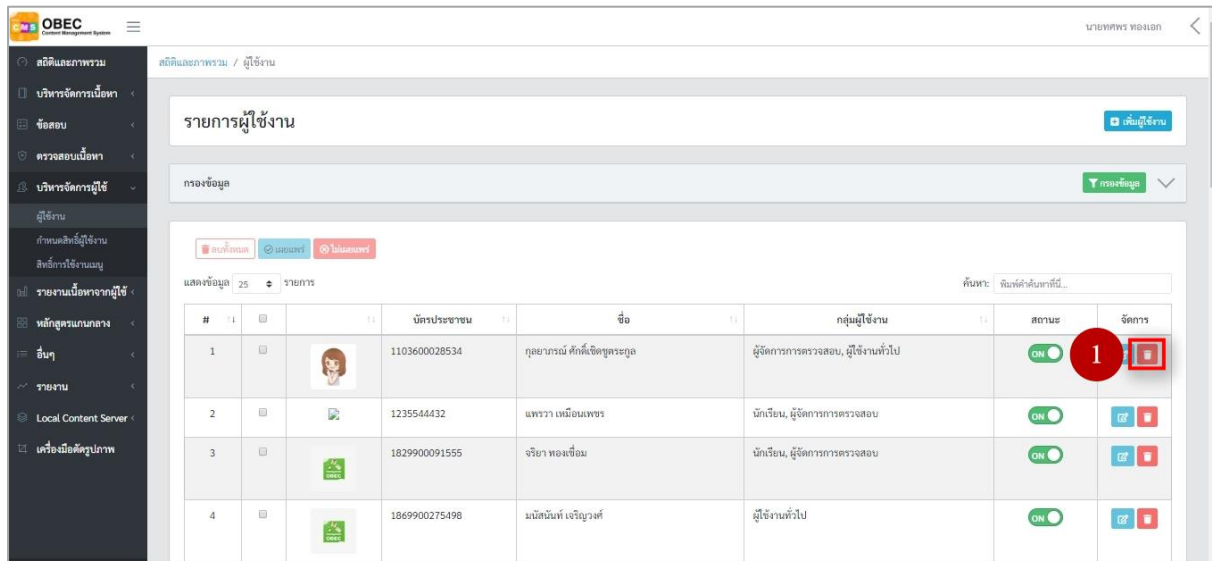 CMS OBEC
Content Management System
นายทศพร ทองเอก
สถิติและภาพรวม
บริหารจัดการเนื้อหา
ข้อสอบ
ตรวจสอบเนื้อหา
บริหารจัดการผู้ใช้
ผู้ใช้งาน
กำหนดสิทธิ์ผู้ใช้งาน
สิทธิ์การใช้งานเมนู
รายงานเนื้อหาจากผู้ใช้
หลักสูตรแกนกลาง
อื่นๆ
รายงาน
Local Content Server
เครื่องมือตัดรูปภาพ
สถิติและภาพรวม / ผู้ใช้งาน
รายการผู้ใช้งาน
เพิ่มผู้ใช้งาน
กรองข้อมูล
กรองข้อมูล
ลบทั้งหมด เผยแพร่ ไม่เผยแพร่
แสดงข้อมูล 25 รายการ
ค้นหา: พิมพ์คำค้นหาที่นี่...
# บัตรประชาชน ชื่อ กลุ่มผู้ใช้งาน สถานะ จัดการ
1 1103600028534 กุลยาภรณ์ ศักดิ์เชิดชูตระกูล ผู้จัดการการตรวจสอบ, ผู้ใช้งานทั่วไป ON 1
2 1235544432 แพรวา เหมือนเพชร นักเรียน, ผู้จัดการการตรวจสอบ ON
3 OBEC 1829900091555 จริยา ทองเชื่อม นักเรียน, ผู้จัดการการตรวจสอบ ON
4 OBEC 1869900275498 มนัสนันท์ เจริญวงศ์ ผู้ใช้งานทั่วไป ON